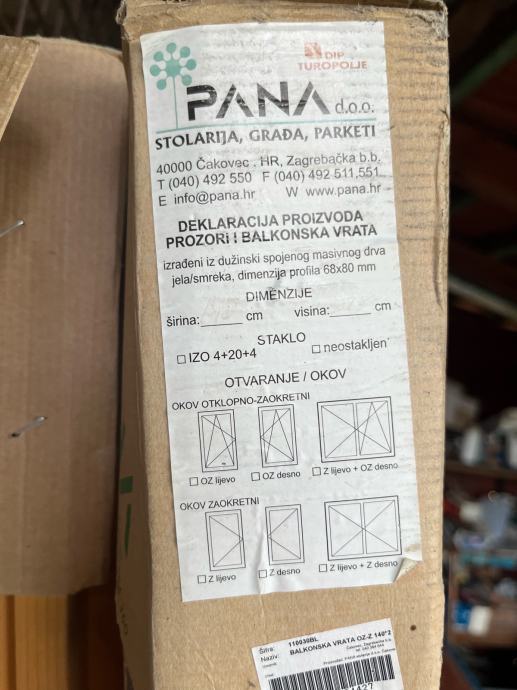 DIP
TUROPOLJE
PANA d.o.o.
STOLARIJA, GRAĐA, PARKETI
40000 Čakovec . HR, Zagrebačka b.b.
T (040) 492 550 F (040) 492 511,551
E info@pana.hr W www.pana.hr
DEKLARACIJA PROIZVODA
PROZORI I BALKONSKA VRATA
izrađeni iz dužinski spojenog masivnog drva
jela/smreka, dimenzija profila 68x80 mm
DIMENZIJE
širina:______ cm visina:______ cm
STAKLO
☐ IZO 4+20+4 ☐ neostakljen
OTVARANJE / OKOV
OKOV OTKLOPNO-ZAOKRETNI
☐ OZ lijevo ☐ OZ desno ☐ Z lijevo + OZ desno
OKOV ZAOKRETNI
☐ Z lijevo ☐ Z desno ☐ Z lijevo + Z desno
Šifra: 110030BL
Naziv: BALKONSKA VRATA OZ-Z 140*2